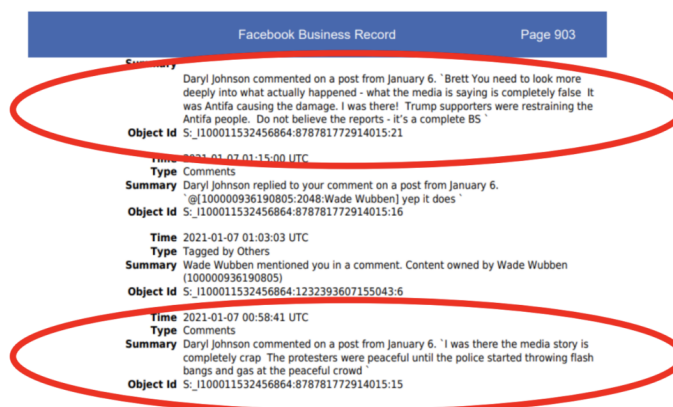 Facebook Business Record Page 903
Summary
Daryl Johnson commented on a post from January 6. `Brett You need to look more
deeply into what actually happened - what the media is saying is completely false It
was Antifa causing the damage. I was there! Trump supporters were restraining the
Antifa people. Do not believe the reports - it's a complete BS `
Object Id S:_I100011532456864:878781772914015:21
Time 2021-01-07 01:15:00 UTC
Type Comments
Summary Daryl Johnson replied to your comment on a post from January 6.
`@[100000936190805:2048:Wade Wubben] yep it does `
Object Id S:_I100011532456864:878781772914015:16
Time 2021-01-07 01:03:03 UTC
Type Tagged by Others
Summary Wade Wubben mentioned you in a comment. Content owned by Wade Wubben
(100000936190805)
Object Id S:_I100011532456864:1232393607155043:6
Time 2021-01-07 00:58:41 UTC
Type Comments
Summary Daryl Johnson commented on a post from January 6. `I was there the media story is
completely crap The protesters were peaceful until the police started throwing flash
bangs and gas at the peaceful crowd `
Object Id S:_I100011532456864:878781772914015:15